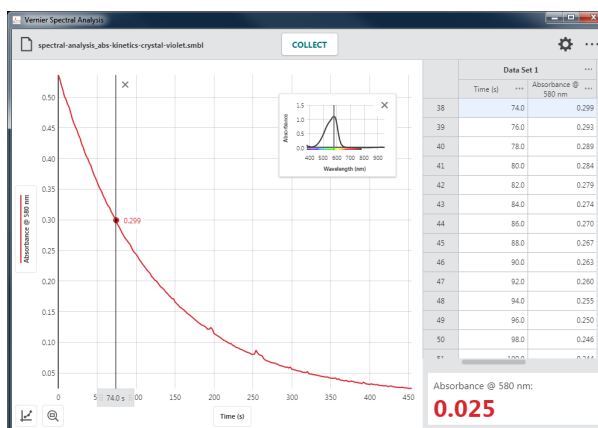 Vernier Spectral Analysis
spectral-analysis_abs-kinetics-crystal-violet.smbl
COLLECT
0.50
0.45
0.40
0.35
0.30
0.25
0.20
0.15
0.10
0.05
Absorbance @ 580 nm
0.299
0 50 74.0 s 100 150 200 250 300 350 400 450
Time (s)
1.5
1.0
0.5
0.0
Absorbance
400 500 600 700 800 900
Wavelength (nm)
Data Set 1
Time (s) Absorbance @ 580 nm
38 74.0 0.299
39 76.0 0.293
40 78.0 0.289
41 80.0 0.284
42 82.0 0.279
43 84.0 0.274
44 86.0 0.270
45 88.0 0.267
46 90.0 0.263
47 92.0 0.260
48 94.0 0.255
49 96.0 0.250
50 98.0 0.246
51 100.0 0.244
Absorbance @ 580 nm:
0.025